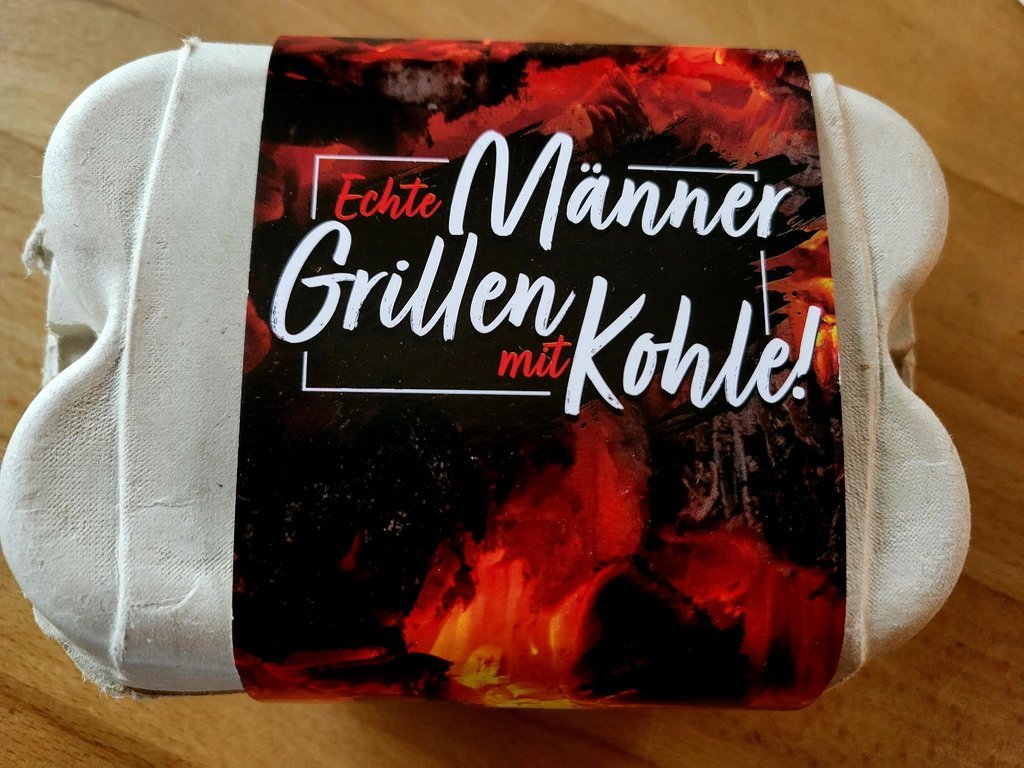 Echte Männer
Grillen
mit Kohle!